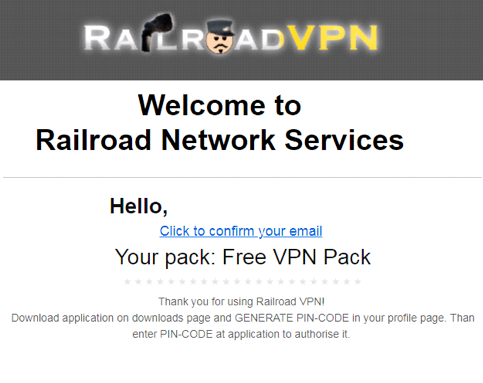 RAILROADVPN
Welcome to
Railroad Network Services
Hello,
Click to confirm your email
Your pack: Free VPN Pack
Thank you for using Railroad VPN!
Download application on downloads page and GENERATE PIN-CODE in your profile page. Than
enter PIN-CODE at application to authorise it.